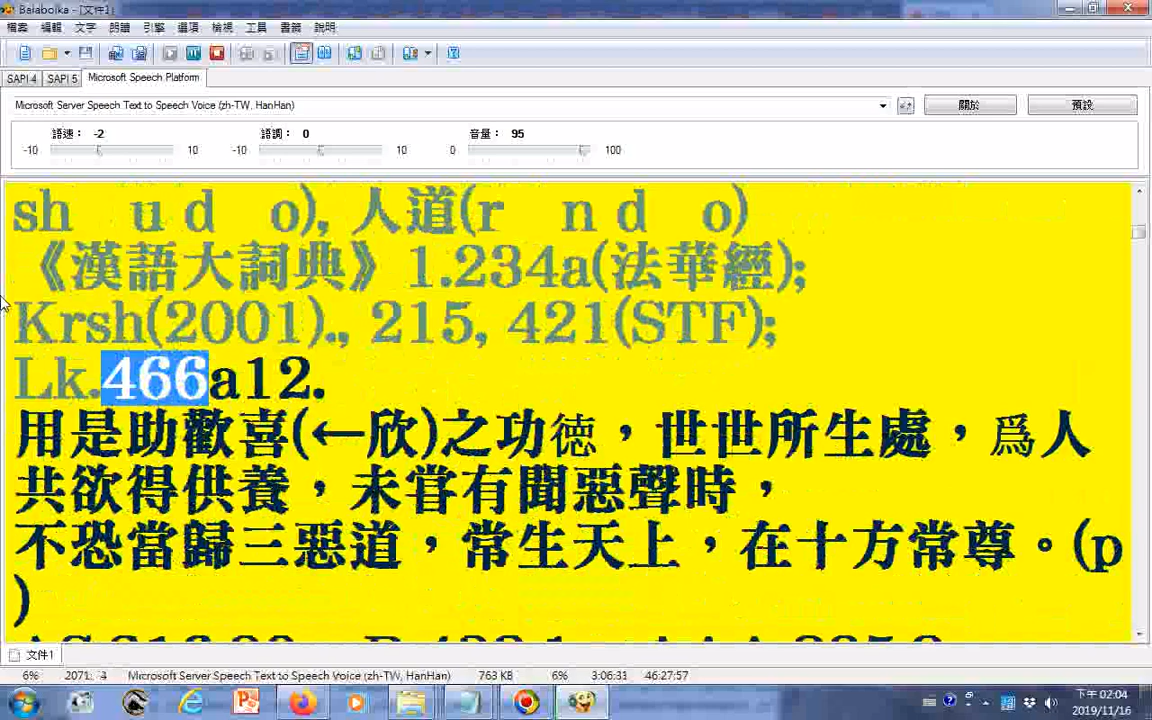 Balabolka - [文件1]
檔案 編輯 文字 朗讀 引擎 選項 檢視 工具 書籤 說明
SAPI 4 SAPI 5 Microsoft Speech Platform
Microsoft Server Speech Text to Speech Voice (zh-TW, HanHan) 關於 預設
語速： -2 語調： 0 音量： 95
-10 10 -10 10 0 100
sh u d o), 人道(r n d o)
《漢語大詞典》 1.234a(法華經);
Krsh(2001)., 215, 421(STF);
Lk.466a12.
用是助歡喜(←欣)之功徳，世世所生處，爲人
共欲得供養，未甞有聞惡聲時，
不恐當歸三惡道，常生天上，在十方常尊。(p
)
文件1
6% 2071: 4 Microsoft Server Speech Text to Speech Voice (zh-TW, HanHan) 763 KB 6% 3:06:31 46:27:57
下午 02:04
2019/11/16